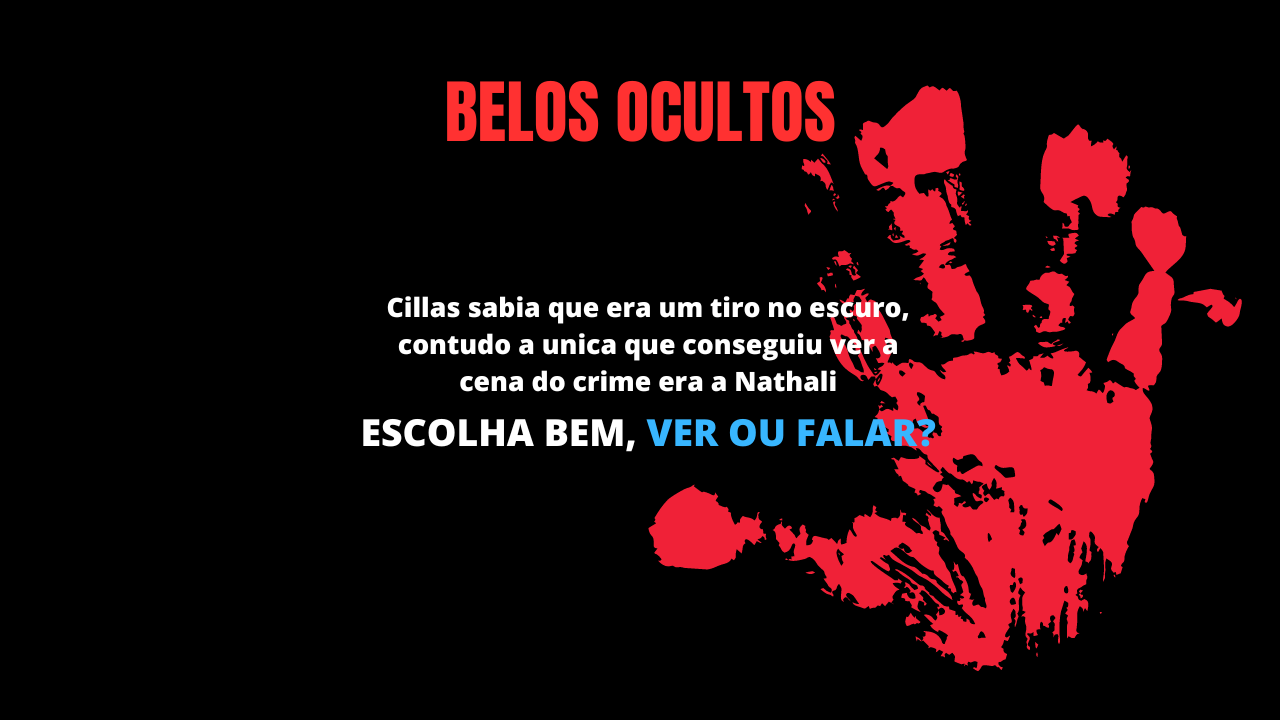 BELOS OCULTOS
Cillas sabia que era um tiro no escuro,
contudo a unica que conseguiu ver a
cena do crime era a Nathali
ESCOLHA BEM, VER OU FALAR?